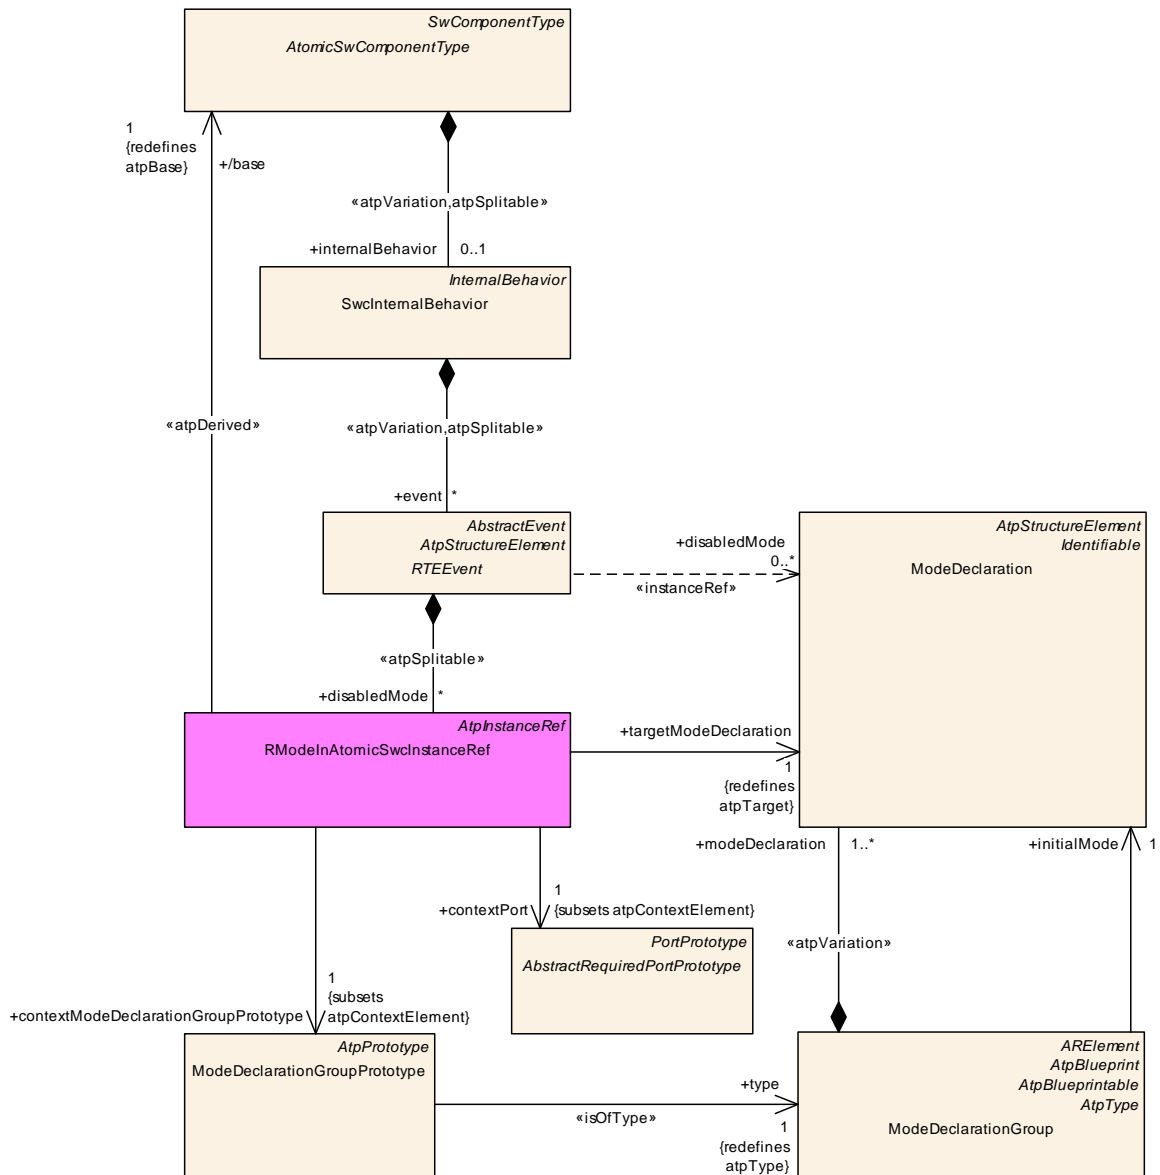 SwComponentType
AtomicSwComponentType
1
{redefines
atpBase}
+/base
«atpVariation,atpSplitable»
+internalBehavior 0..1
InternalBehavior
SwcInternalBehavior
«atpDerived»
«atpVariation,atpSplitable»
+event *
AbstractEvent
AtpStructureElement
RTEEvent
+disabledMode
0..*
«instanceRef»
AtpStructureElement
Identifiable
ModeDeclaration
«atpSplitable»
+disabledMode *
AtpInstanceRef
RModeInAtomicSwcInstanceRef
+targetModeDeclaration
1
{redefines
atpTarget}
+modeDeclaration 1..*
+initialMode 1
1
+contextPort {subsets atpContextElement}
PortPrototype
AbstractRequiredPortPrototype
«atpVariation»
1
{subsets
+contextModeDeclarationGroupPrototype atpContextElement}
AtpPrototype
ModeDeclarationGroupPrototype
+type
«isOfType»
1
{redefines
atpType}
ARElement
AtpBlueprint
AtpBlueprintable
AtpType
ModeDeclarationGroup